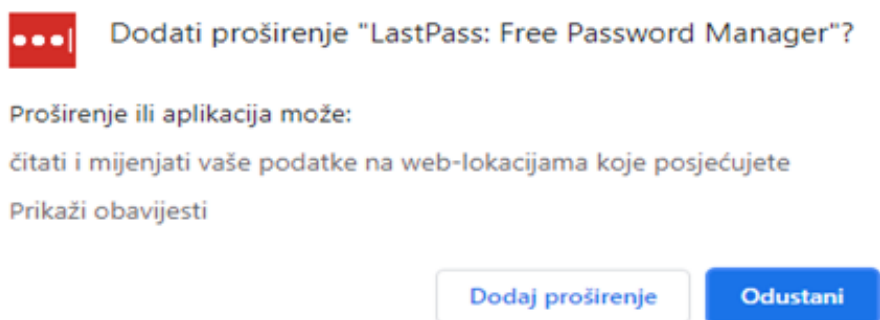 Dodati proširenje "LastPass: Free Password Manager"?
Proširenje ili aplikacija može:
čitati i mijenjati vaše podatke na web-lokacijama koje posjećujete
Prikaži obavijesti
Dodaj proširenje
Odustani